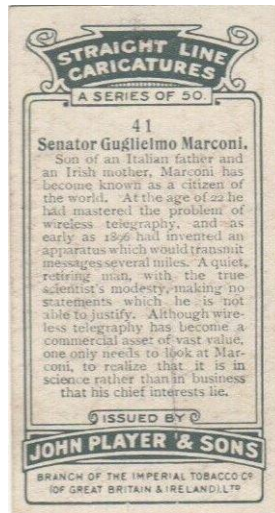 STRAIGHT LINE
CARICATURES
A SERIES OF 50.
41
Senator Guglielmo Marconi.
Son of an Italian father and
an Irish mother, Marconi has
become known as a citizen of
the world. At the age of 22 he
had mastered the problem of
wireless telegraphy, and as
early as 1896 had invented an
apparatus which would transmit
messages several miles. A quiet,
retiring man, with the true
scientist's modesty, making no
statements which he is not
able to justify. Although wire-
less telegraphy has become a
commercial asset of vast value,
one only needs to look at Mar-
coni, to realize that it is in
science rather than in business
that his chief interests lie.
ISSUED BY
JOHN PLAYER & SONS
BRANCH OF THE IMPERIAL TOBACCO CO
(OF GREAT BRITAIN & IRELAND), LTD